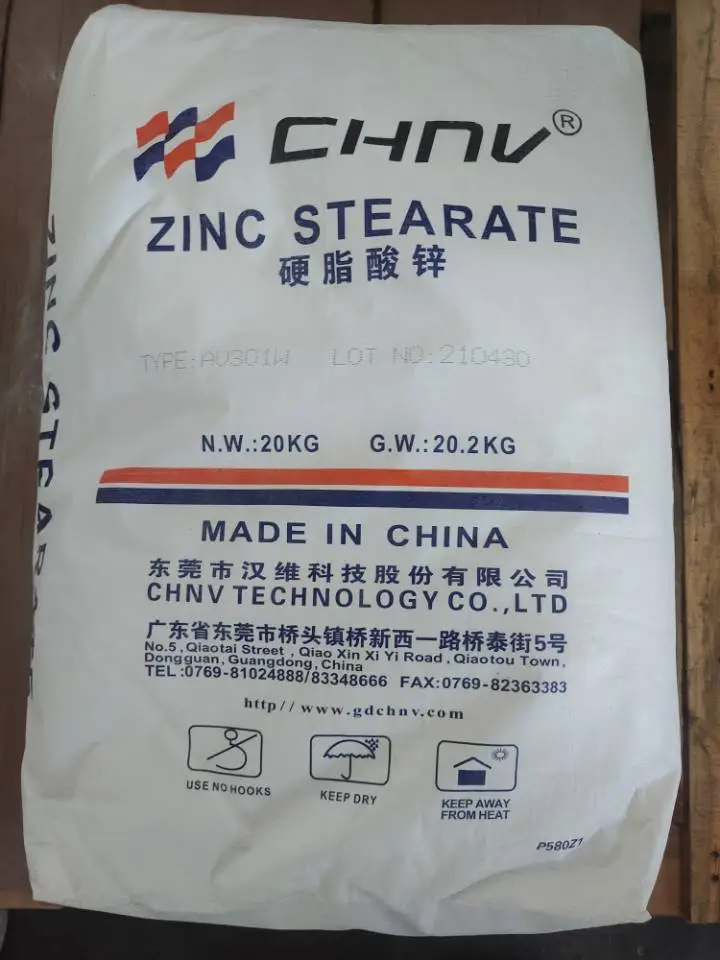 CHNV®
ZINC STEARATE
硬脂酸锌
TYPE:AV301W LOT NO:210430
N.W.:20KG G.W.:20.2KG
MADE IN CHINA
东莞市汉维科技股份有限公司
CHNV TECHNOLOGY CO.,LTD
广东省东莞市桥头镇桥新西一路桥泰街5号
No.5, Qiaotai Street , Qiao Xin Xi Yi Road , Qiaotou Town,
Dongguan, Guangdong, China
TEL:0769-81024888/83348666 FAX:0769-82363383
http//www.gdchnv.com
USE NO HOOKS
KEEP DRY
KEEP AWAY
FROM HEAT
P580Z1
ZINC STEARATE